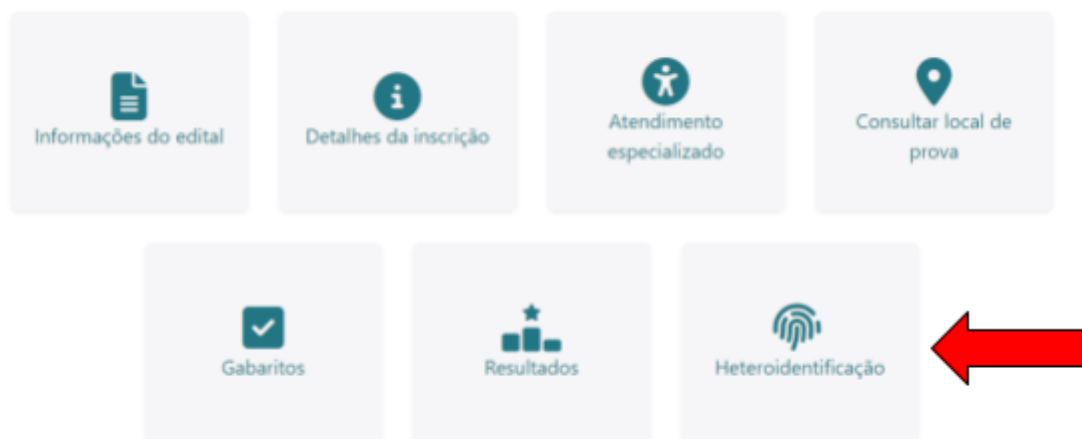 Informações do edital
Detalhes da inscrição
Atendimento
especializado
Consultar local de
prova
Gabaritos
Resultados
Heteroidentificação